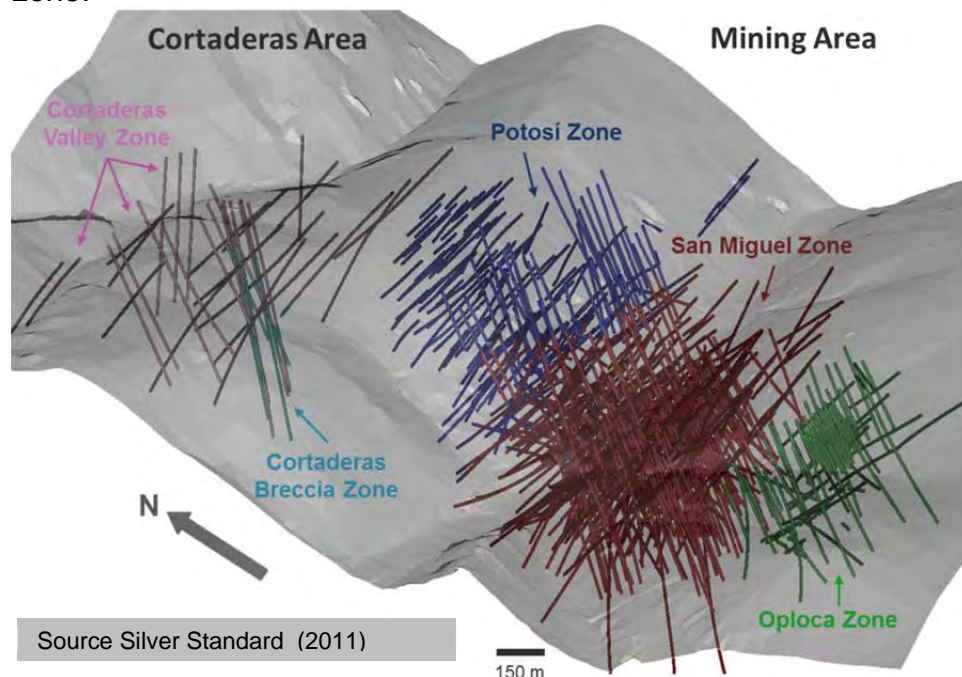 zone.
Cortaderas Area
Mining Area
Cortaderas
Valley Zone
Potosí Zone
San Miguel Zone
Cortaderas
Breccia Zone
N
Oploca Zone
Source Silver Standard (2011)
150 m